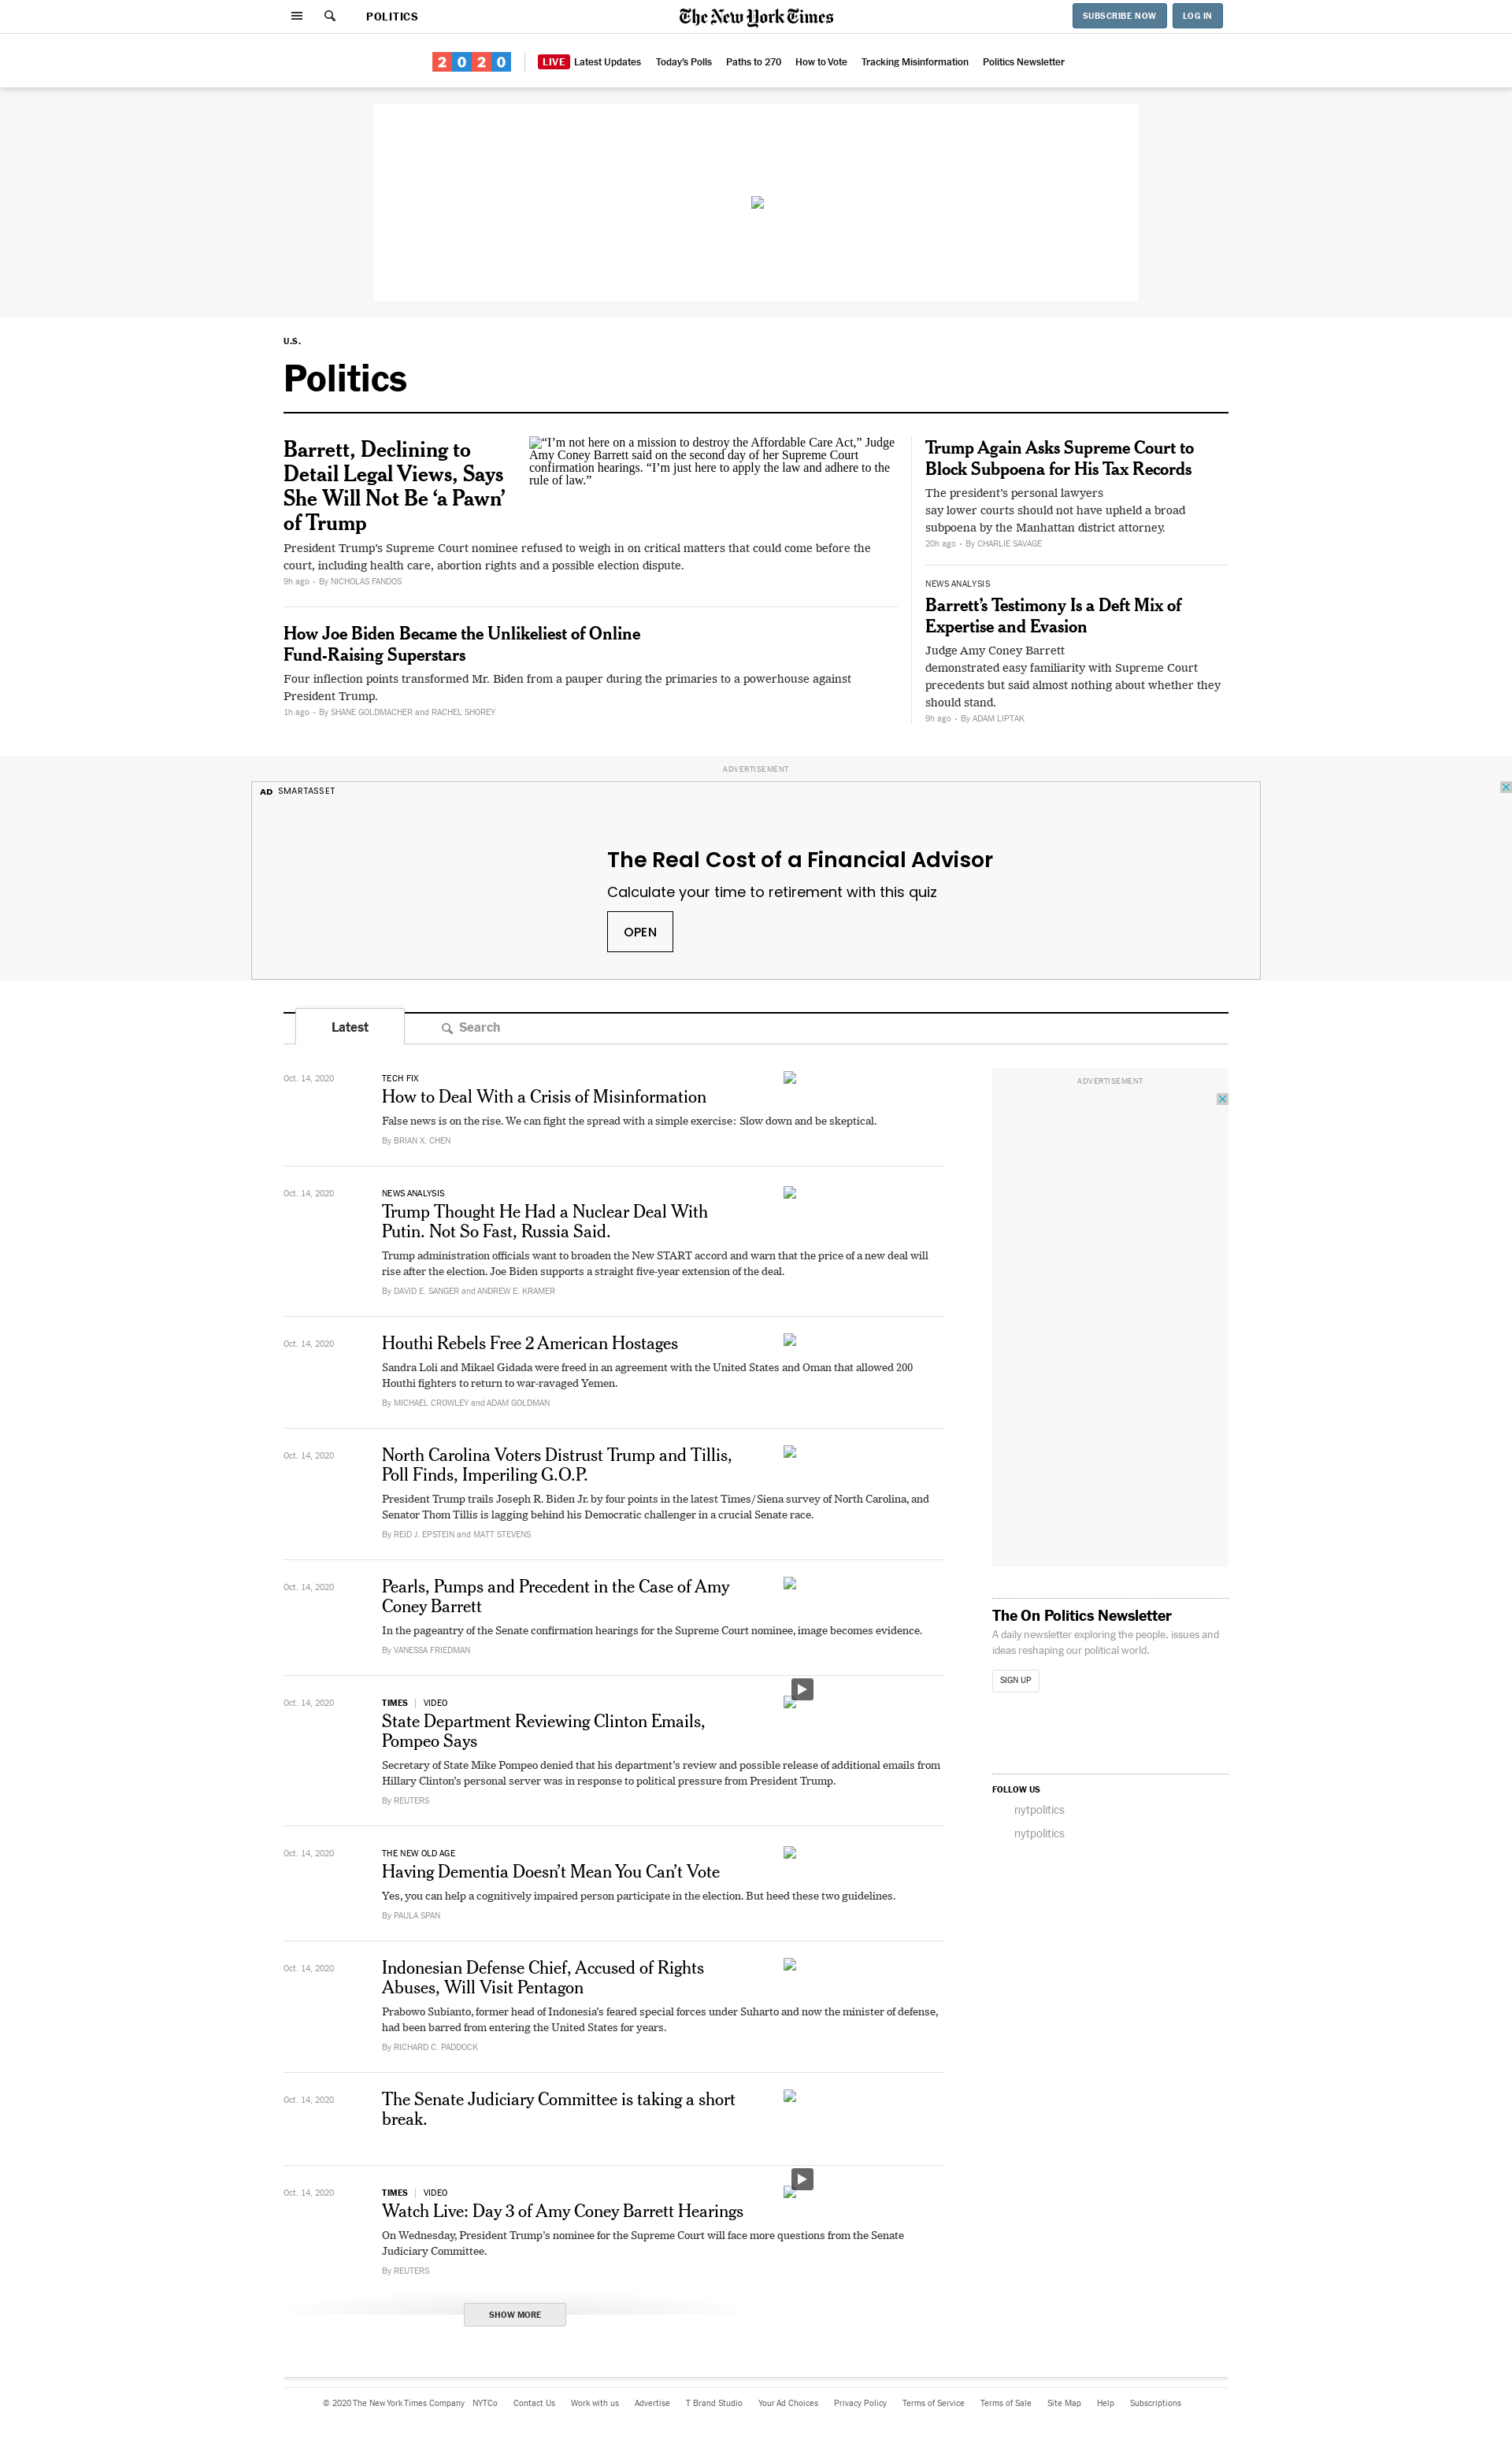 POLITICS
The New York Times
SUBSCRIBE NOW
LOG IN
2020
LIVE Latest Updates
Today's Polls
Paths to 270
How to Vote
Tracking Misinformation
Politics Newsletter
U.S.
Politics
Barrett, Declining to
Detail Legal Views, Says
She Will Not Be ‘a Pawn’
of Trump
“I’m not here on a mission to destroy the Affordable Care Act,” Judge
Amy Coney Barrett said on the second day of her Supreme Court
confirmation hearings. “I’m just here to apply the law and adhere to the
rule of law.”
President Trump’s Supreme Court nominee refused to weigh in on critical matters that could come before the
court, including health care, abortion rights and a possible election dispute.
9h ago • By NICHOLAS FANDOS
How Joe Biden Became the Unlikeliest of Online
Fund-Raising Superstars
Four inflection points transformed Mr. Biden from a pauper during the primaries to a powerhouse against
President Trump.
1h ago • By SHANE GOLDMACHER and RACHEL SHOREY
Trump Again Asks Supreme Court to
Block Subpoena for His Tax Records
The president’s personal lawyers
say lower courts should not have upheld a broad
subpoena by the Manhattan district attorney.
20h ago • By CHARLIE SAVAGE
NEWS ANALYSIS
Barrett’s Testimony Is a Deft Mix of
Expertise and Evasion
Judge Amy Coney Barrett
demonstrated easy familiarity with Supreme Court
precedents but said almost nothing about whether they
should stand.
9h ago • By ADAM LIPTAK
ADVERTISEMENT
AD SMARTASSET
The Real Cost of a Financial Advisor
Calculate your time to retirement with this quiz
OPEN
Latest
Search
Oct. 14, 2020
TECH FIX
How to Deal With a Crisis of Misinformation
False news is on the rise. We can fight the spread with a simple exercise: Slow down and be skeptical.
By BRIAN X. CHEN
Oct. 14, 2020
NEWS ANALYSIS
Trump Thought He Had a Nuclear Deal With
Putin. Not So Fast, Russia Said.
Trump administration officials want to broaden the New START accord and warn that the price of a new deal will
rise after the election. Joe Biden supports a straight five-year extension of the deal.
By DAVID E. SANGER and ANDREW E. KRAMER
Oct. 14, 2020
Houthi Rebels Free 2 American Hostages
Sandra Loli and Mikael Gidada were freed in an agreement with the United States and Oman that allowed 200
Houthi fighters to return to war-ravaged Yemen.
By MICHAEL CROWLEY and ADAM GOLDMAN
Oct. 14, 2020
North Carolina Voters Distrust Trump and Tillis,
Poll Finds, Imperiling G.O.P.
President Trump trails Joseph R. Biden Jr. by four points in the latest Times/Siena survey of North Carolina, and
Senator Thom Tillis is lagging behind his Democratic challenger in a crucial Senate race.
By REID J. EPSTEIN and MATT STEVENS
Oct. 14, 2020
Pearls, Pumps and Precedent in the Case of Amy
Coney Barrett
In the pageantry of the Senate confirmation hearings for the Supreme Court nominee, image becomes evidence.
By VANESSA FRIEDMAN
Oct. 14, 2020
TIMES | VIDEO
State Department Reviewing Clinton Emails,
Pompeo Says
Secretary of State Mike Pompeo denied that his department’s review and possible release of additional emails from
Hillary Clinton’s personal server was in response to political pressure from President Trump.
By REUTERS
Oct. 14, 2020
THE NEW OLD AGE
Having Dementia Doesn’t Mean You Can’t Vote
Yes, you can help a cognitively impaired person participate in the election. But heed these two guidelines.
By PAULA SPAN
Oct. 14, 2020
Indonesian Defense Chief, Accused of Rights
Abuses, Will Visit Pentagon
Prabowo Subianto, former head of Indonesia’s feared special forces under Suharto and now the minister of defense,
had been barred from entering the United States for years.
By RICHARD C. PADDOCK
Oct. 14, 2020
The Senate Judiciary Committee is taking a short
break.
Oct. 14, 2020
TIMES | VIDEO
Watch Live: Day 3 of Amy Coney Barrett Hearings
On Wednesday, President Trump’s nominee for the Supreme Court will face more questions from the Senate
Judiciary Committee.
By REUTERS
SHOW MORE
ADVERTISEMENT
The On Politics Newsletter
A daily newsletter exploring the people, issues and
ideas reshaping our political world.
SIGN UP
FOLLOW US
nytpolitics
nytpolitics
© 2020 The New York Times Company NYTCo Contact Us Work with us Advertise T Brand Studio Your Ad Choices Privacy Policy Terms of Service Terms of Sale Site Map Help Subscriptions